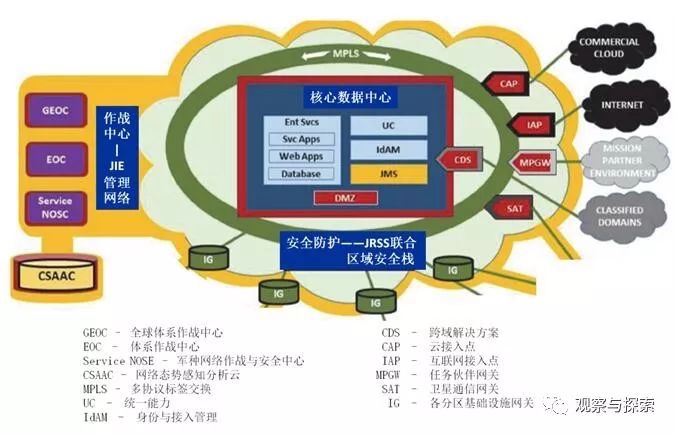 MPLS
COMMERCIAL
CLOUD
CAP
GEOC
EOC
Service
NOSC
CSAAC
作战
中心
—
JIE
管理
网络
核心数据中心
Ent Svcs
Svc Apps
Web Apps
Database
UC
IdAM
JMS
DMZ
CDS
IAP
INTERNET
MPGW
MISSION
PARTNER
ENVIRONMENT
SAT
CLASSIFIED
DOMAINS
安全防护——JRSS联合
区域安全栈
IG
IG
IG
IG
GEOC - 全球体系作战中心
EOC - 体系作战中心
Service NOSE - 军种网络作战与安全中心
CSAAC - 网络态势感知分析云
MPLS - 多协议标签交换
UC - 统一能力
IdAM - 身份与接入管理
CDS - 跨域解决方案
CAP - 云接入点
IAP - 互联网接入点
MPGW - 任务伙伴网关
SAT - 卫星通信网关
IG - 各分区基础设施网关
观察与探索